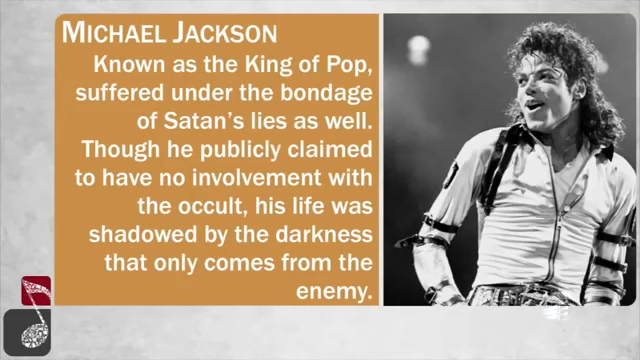 MICHAEL JACKSON
Known as the King of Pop,
suffered under the bondage
of Satan's lies as well.
Though he publicly claimed
to have no involvement with
the occult, his life was
shadowed by the darkness
that only comes from the
enemy.